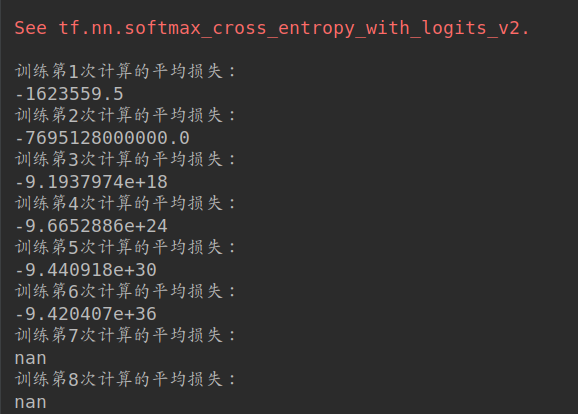 See tf.nn.softmax_cross_entropy_with_logits_v2.
训练第1次计算的平均损失：
-1623559.5
训练第2次计算的平均损失：
-7695128000000.0
训练第3次计算的平均损失：
-9.1937974e+18
训练第4次计算的平均损失：
-9.6652886e+24
训练第5次计算的平均损失：
-9.440918e+30
训练第6次计算的平均损失：
-9.420407e+36
训练第7次计算的平均损失：
nan
训练第8次计算的平均损失：
nan